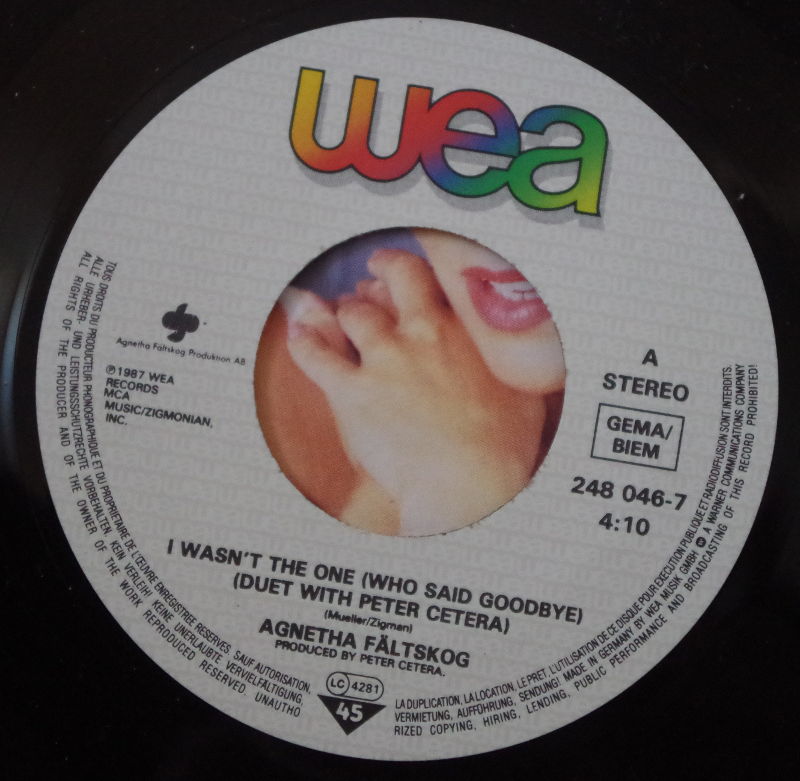 wea
A
STEREO
GEMA/
BIEM
248 046-7
4:10
Agnetha Fältskog Produktion AB
℗1987 WEA
RECORDS
MCA
MUSIC/ZIGMONIAN,
INC.
I WASN'T THE ONE (WHO SAID GOODBYE)
(DUET WITH PETER CETERA)
(Mueller/Zigman)
AGNETHA FÄLTSKOG
PRODUCED BY PETER CETERA.
LC 4281
45
TOUS DROITS DU PRODUCTEUR PHONOGRAPHIQUE ET DU PROPRIETAIRE DE L'ŒUVRE ENREGISTREE RESERVES. SAUF AUTORISATION, LA DUPLICATION, LA LOCATION, LE PRET, L'UTILISATION DE CE DISQUE POUR EXECUTION PUBLIQUE ET RADIODIFFUSION SONT INTERDITS.
ALLE URHEBER- UND LEISTUNGSSCHUTZRECHTE VORBEHALTEN. KEIN VERLEIH! KEINE UNERLAUBTE VERVIELFÄLTIGUNG, VERMIETUNG, AUFFÜHRUNG, SENDUNG! MADE IN GERMANY BY WEA MUSIK GMBH A WARNER COMMUNICATIONS COMPANY
ALL RIGHTS OF THE PRODUCER AND OF THE OWNER OF THE WORK REPRODUCED RESERVED. UNAUTHORIZED COPYING, HIRING, LENDING, PUBLIC PERFORMANCE AND BROADCASTING OF THIS RECORD PROHIBITED!